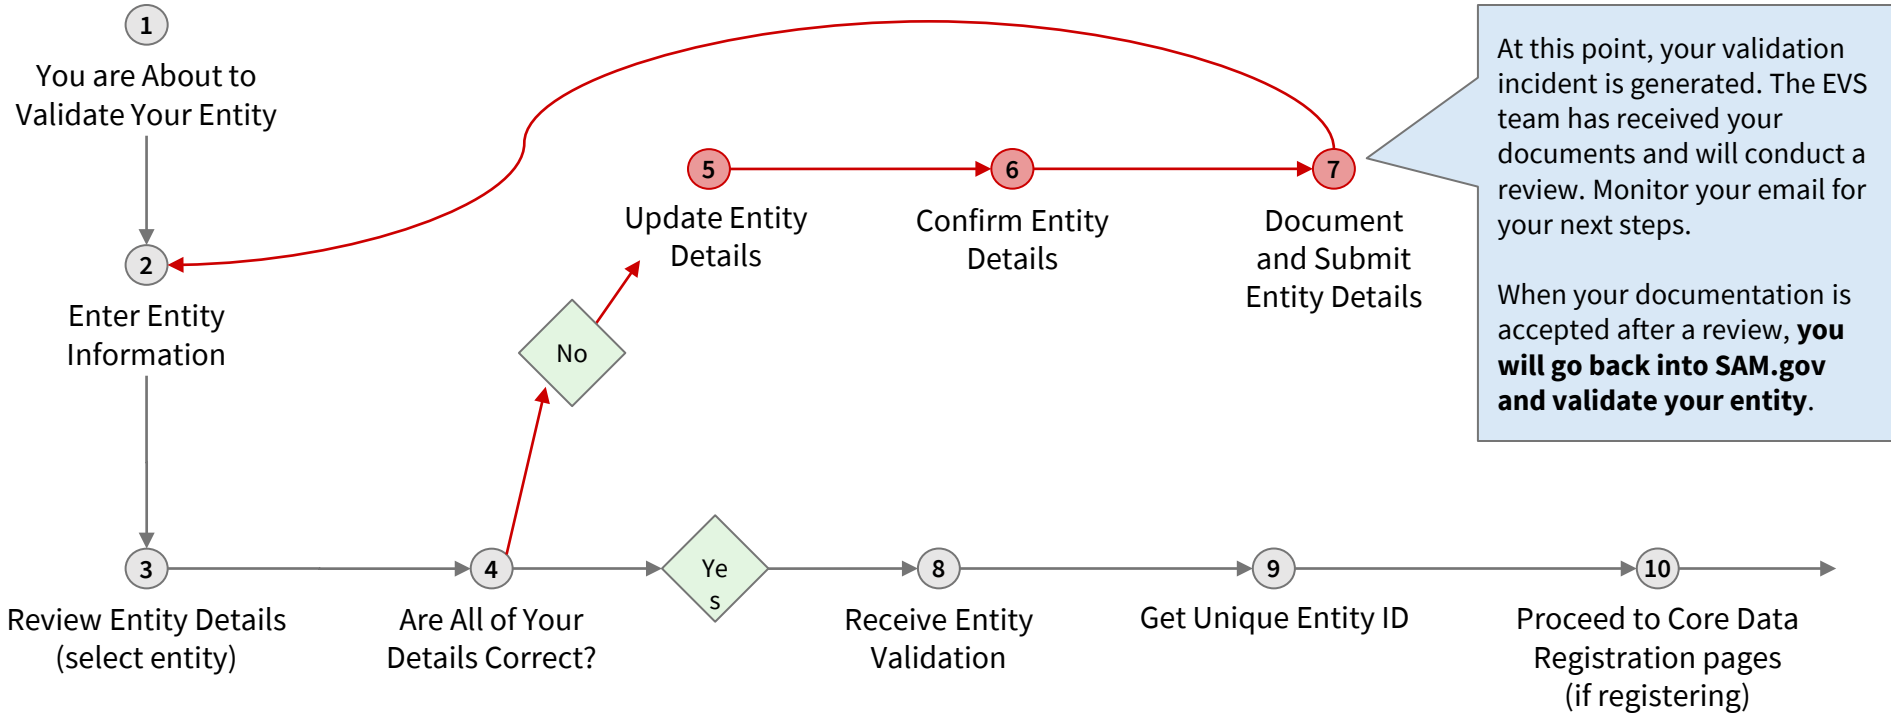 1
You are About to
Validate Your Entity
2
Enter Entity
Information
3
Review Entity Details
(select entity)
4
Are All of Your
Details Correct?
No
5
Update Entity
Details
6
Confirm Entity
Details
7
Document
and Submit
Entity Details
At this point, your validation
incident is generated. The EVS
team has received your
documents and will conduct a
review. Monitor your email for
your next steps.
When your documentation is
accepted after a review, you
will go back into SAM.gov
and validate your entity.
Ye
s
8
Receive Entity
Validation
9
Get Unique Entity ID
10
Proceed to Core Data
Registration pages
(if registering)